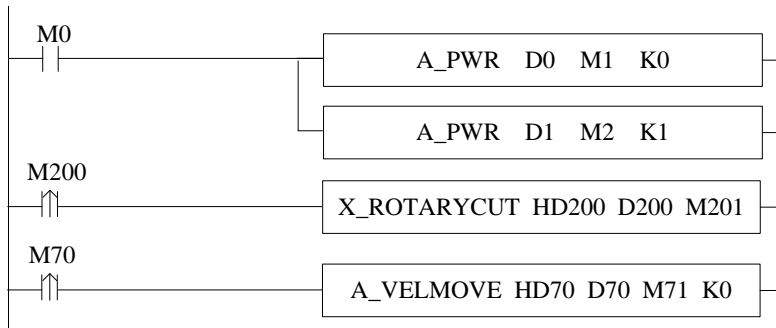 M0
A_PWR D0 M1 K0
A_PWR D1 M2 K1
M200
X_ROTARYCUT HD200 D200 M201
M70
A_VELMOVE HD70 D70 M71 K0